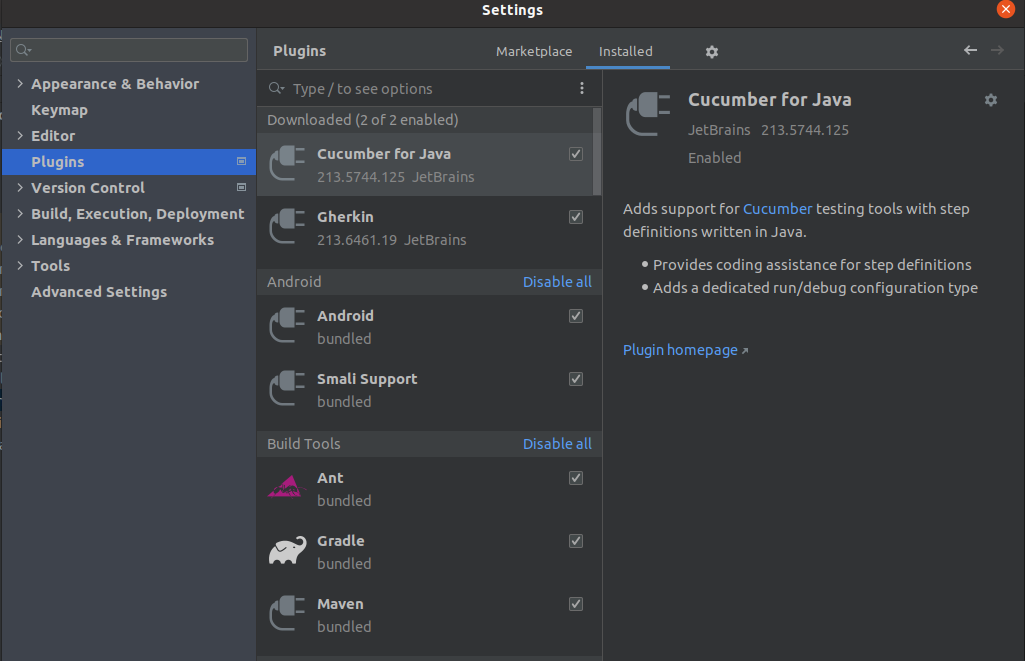 Settings
Appearance & Behavior
Keymap
Editor
Plugins
Version Control
Build, Execution, Deployment
Languages & Frameworks
Tools
Advanced Settings
Plugins
Marketplace
Installed
Type / to see options
Downloaded (2 of 2 enabled)
Cucumber for Java
213.5744.125 JetBrains
Gherkin
213.6461.19 JetBrains
Android Disable all
Android
bundled
Smali Support
bundled
Build Tools Disable all
Ant
bundled
Gradle
bundled
Maven
bundled
Cucumber for Java
JetBrains 213.5744.125
Enabled
Adds support for Cucumber testing tools with step
definitions written in Java.
• Provides coding assistance for step definitions
• Adds a dedicated run/debug configuration type
Plugin homepage ↗